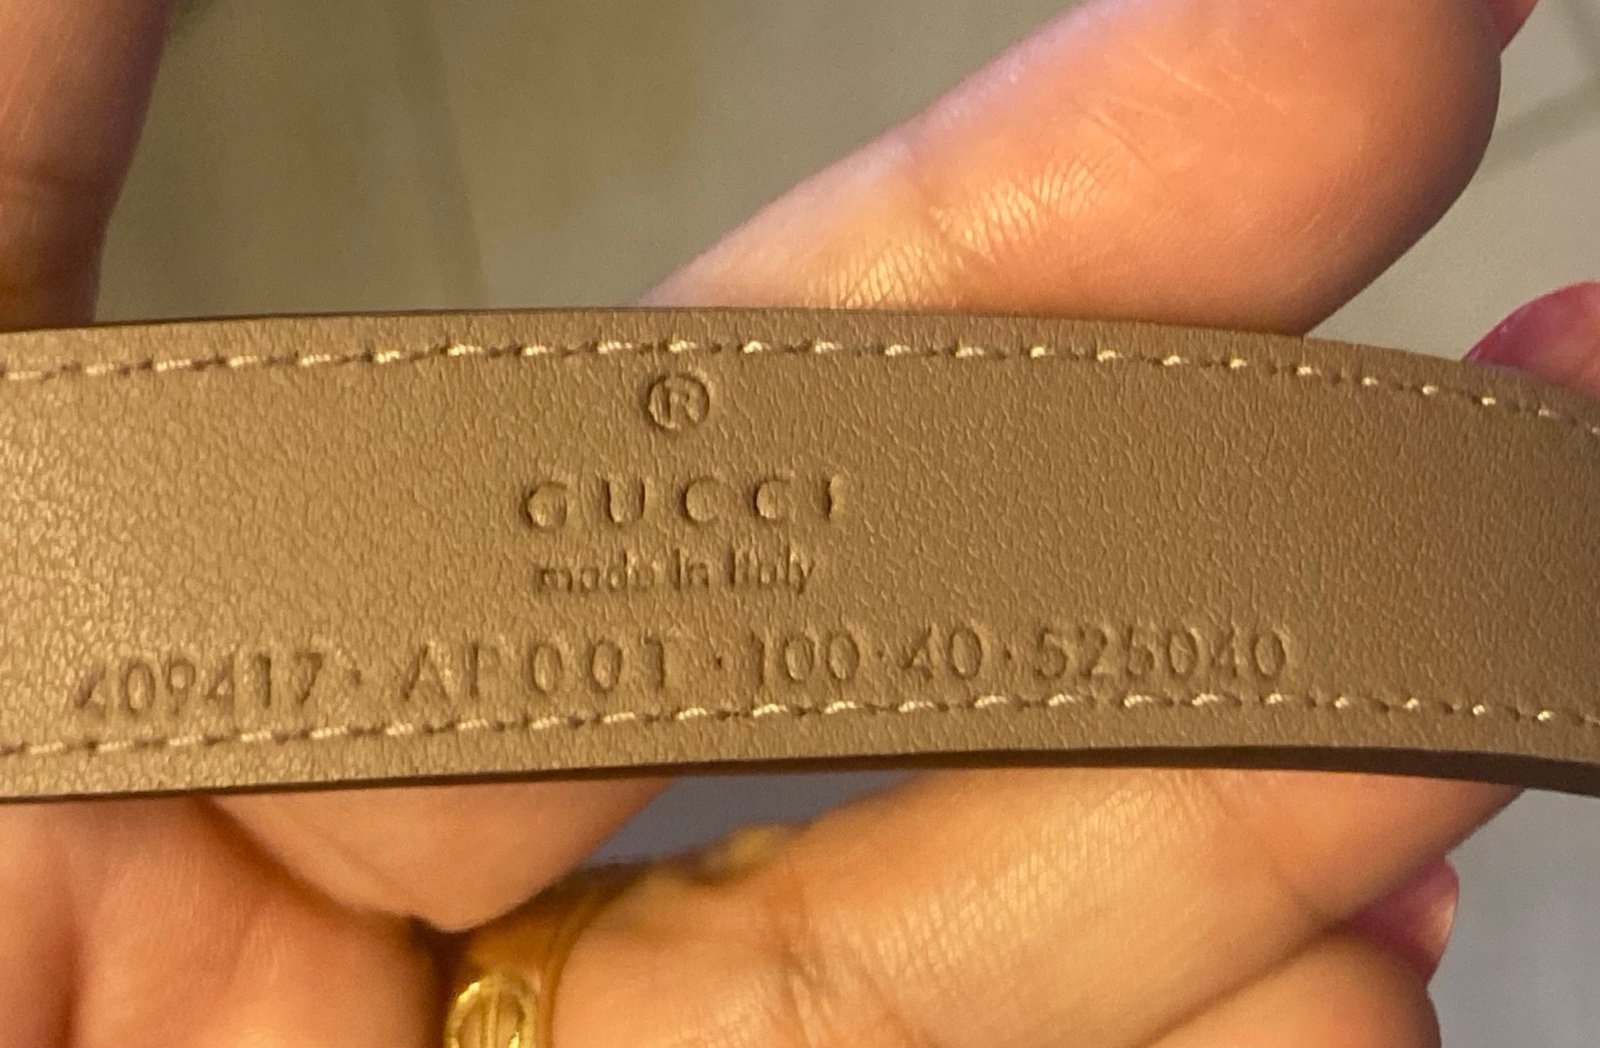 ®
GUCCI
made in Italy
409417 · AP00T · 100·40·525040